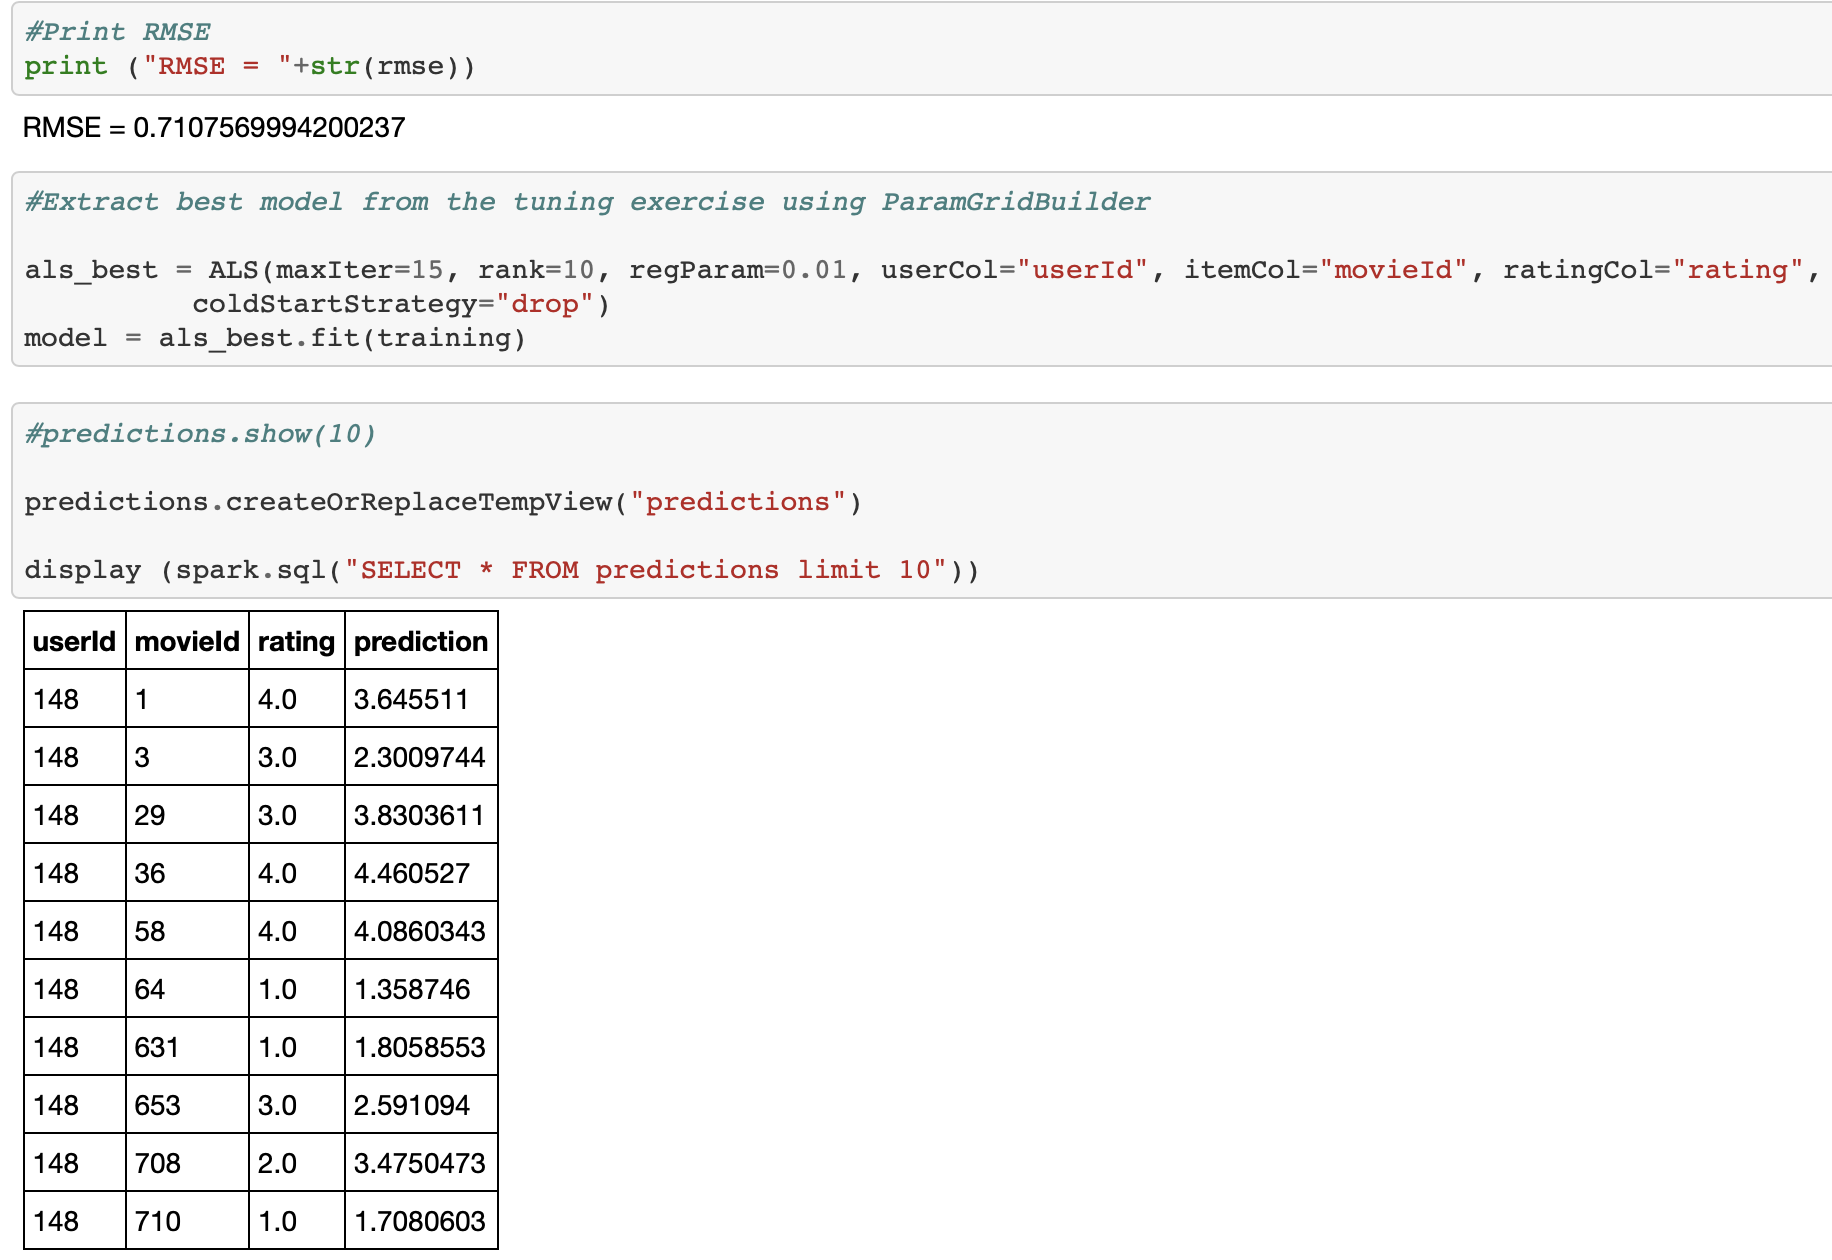 #Print RMSE
print ("RMSE = "+str(rmse))
RMSE = 0.7107569994200237
#Extract best model from the tuning exercise using ParamGridBuilder
als_best = ALS(maxIter=15, rank=10, regParam=0.01, userCol="userId", itemCol="movieId", ratingCol="rating",
coldStartStrategy="drop")
model = als_best.fit(training)
#predictions.show(10)
predictions.createOrReplaceTempView("predictions")
display (spark.sql("SELECT * FROM predictions limit 10"))
userId movieId rating prediction
148 1 4.0 3.645511
148 3 3.0 2.3009744
148 29 3.0 3.8303611
148 36 4.0 4.460527
148 58 4.0 4.0860343
148 64 1.0 1.358746
148 631 1.0 1.8058553
148 653 3.0 2.591094
148 708 2.0 3.4750473
148 710 1.0 1.7080603